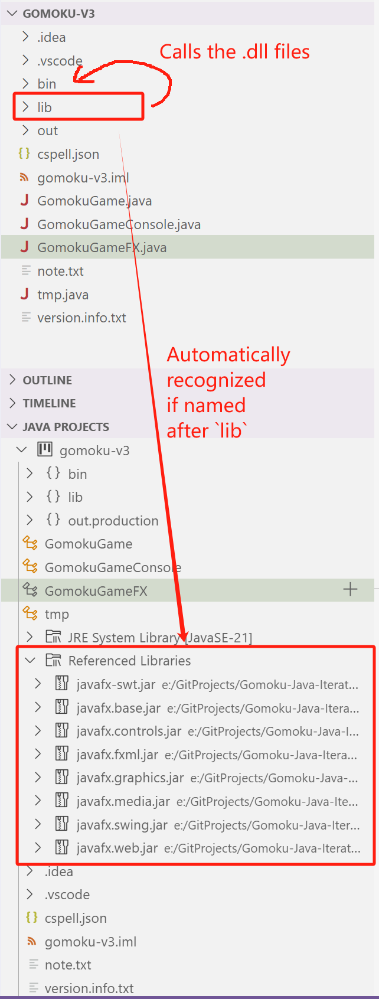 GOMOKU-V3
.idea
Calls the .dll files
.vscode
bin
lib
out
{} cspell.json
gomoku-v3.iml
J GomokuGame.java
J GomokuGameConsole.java
J GomokuGameFX.java
note.txt
J tmp.java
version.info.txt
Automatically
recognized
if named
after `lib`
OUTLINE
TIMELINE
JAVA PROJECTS
gomoku-v3
{} bin
{} lib
{} out.production
GomokuGame
GomokuGameConsole
GomokuGameFX
tmp
JRE System Library [JavaSE-21]
Referenced Libraries
javafx-swt.jar e:/GitProjects/Gomoku-Java-Iterat...
javafx.base.jar e:/GitProjects/Gomoku-Java-Itera...
javafx.controls.jar e:/GitProjects/Gomoku-Java-I...
javafx.fxml.jar e:/GitProjects/Gomoku-Java-Itera...
javafx.graphics.jar e:/GitProjects/Gomoku-Java-...
javafx.media.jar e:/GitProjects/Gomoku-Java-Ite...
javafx.swing.jar e:/GitProjects/Gomoku-Java-Iter...
javafx.web.jar e:/GitProjects/Gomoku-Java-Iterat...
.idea
.vscode
{} cspell.json
gomoku-v3.iml
note.txt
version.info.txt